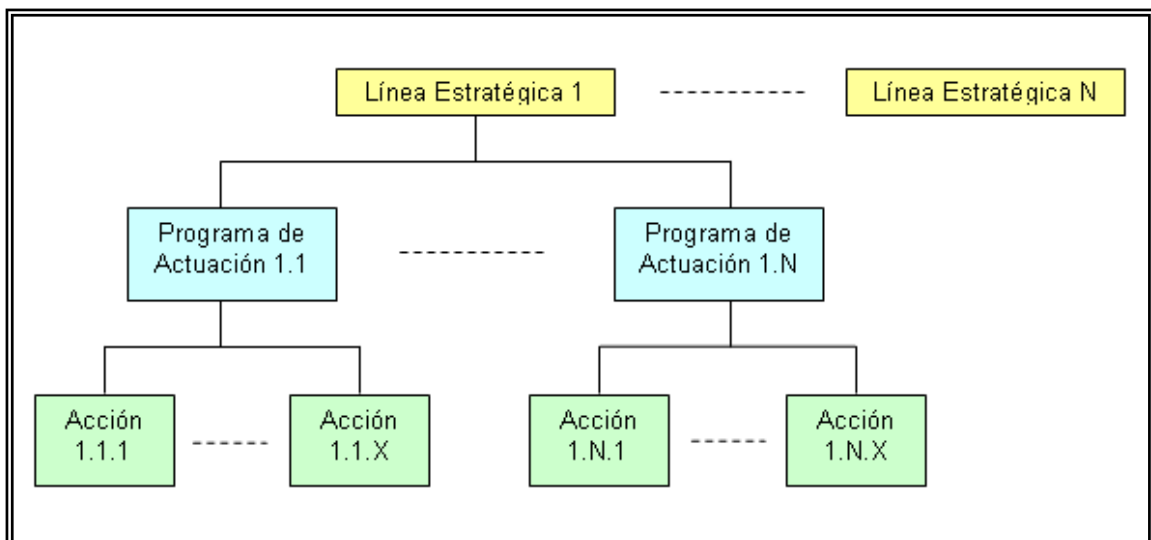 Línea Estratégica 1
Línea Estratégica N
Programa de
Actuación 1.1
Programa de
Actuación 1.N
Acción
1.1.1
Acción
1.1.X
Acción
1.N.1
Acción
1.N.X